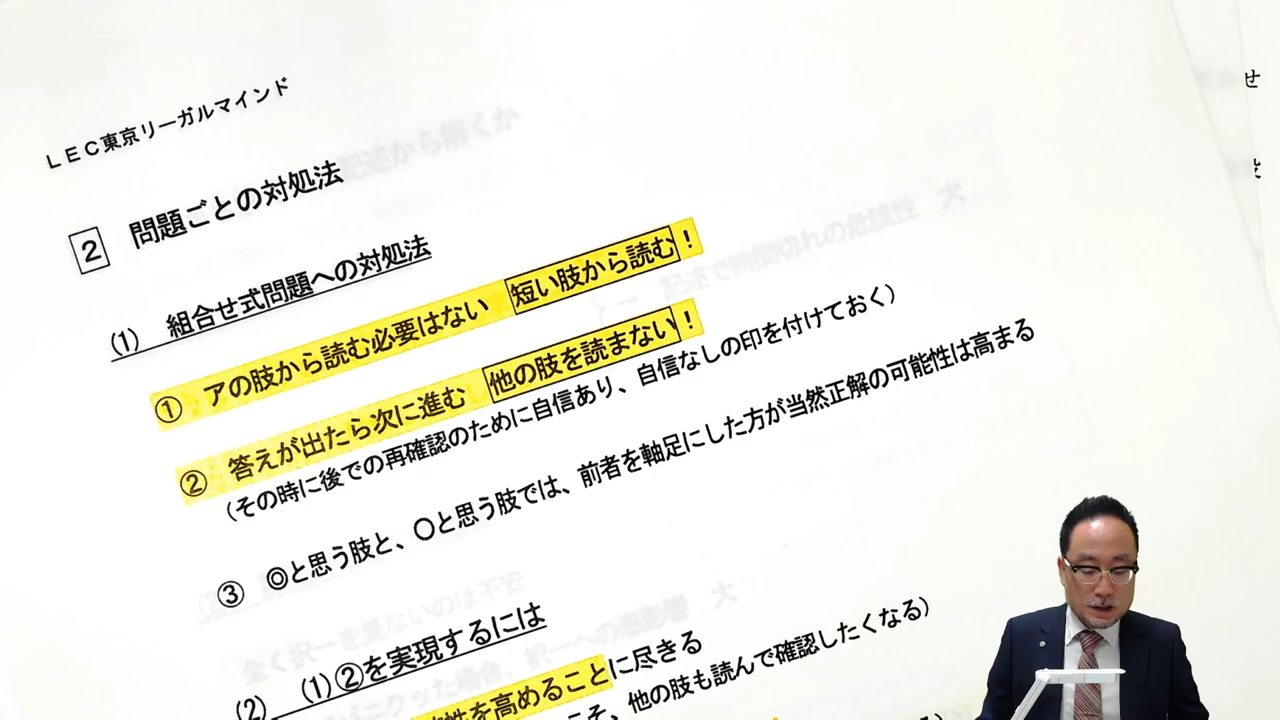 LEC東京リーガルマインド
2 問題ごとの対処法
(1) 組合せ式問題への対処法
① アの肢から読む必要はない 短い肢から読む!
② 答えが出たら次に進む 他の肢を読まない!
(その時に後での再確認のために自信あり、自信なしの印を付けておく)
③ ◎と思う肢と、〇と思う肢では、前者を軸足にした方が当然正解の可能性は高まる
(2) (1)②を実現するには
性を高めることに尽きる
こそ、他の肢も読んで確認したくなる)
せ